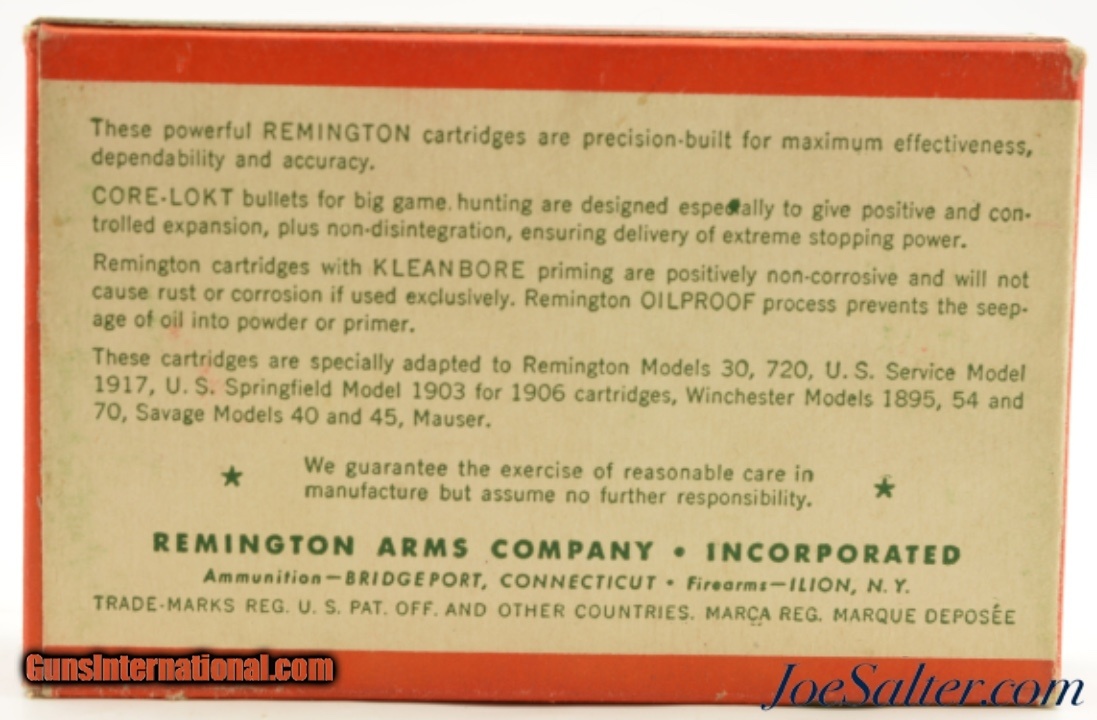 These powerful REMINGTON cartridges are precision-built for maximum effectiveness,
dependability and accuracy.
CORE-LOKT bullets for big game hunting are designed especially to give positive and con-
trolled expansion, plus non-disintegration, ensuring delivery of extreme stopping power.
Remington cartridges with KLEANBORE priming are positively non-corrosive and will not
cause rust or corrosion if used exclusively. Remington OILPROOF process prevents the seep-
age of oil into powder or primer.
These cartridges are specially adapted to Remington Models 30, 720, U. S. Service Model
1917, U. S. Springfield Model 1903 for 1906 cartridges, Winchester Models 1895, 54 and
70, Savage Models 40 and 45, Mauser.
★ We guarantee the exercise of reasonable care in ★
manufacture but assume no further responsibility.
REMINGTON ARMS COMPANY • INCORPORATED
Ammunition—BRIDGEPORT, CONNECTICUT • Firearms—ILION, N. Y.
TRADE-MARKS REG. U. S. PAT. OFF. AND OTHER COUNTRIES. MARCA REG. MARQUE DEPOSÉE
GunsInternational.com
JoeSalter.com